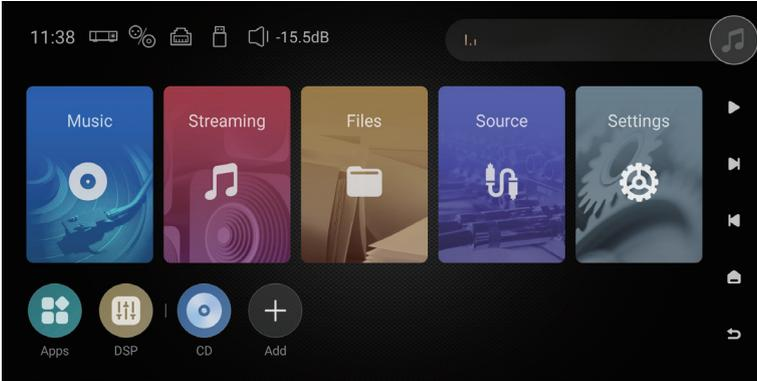 11:38 -15.5dB
Music Streaming Files Source Settings
Apps DSP CD Add